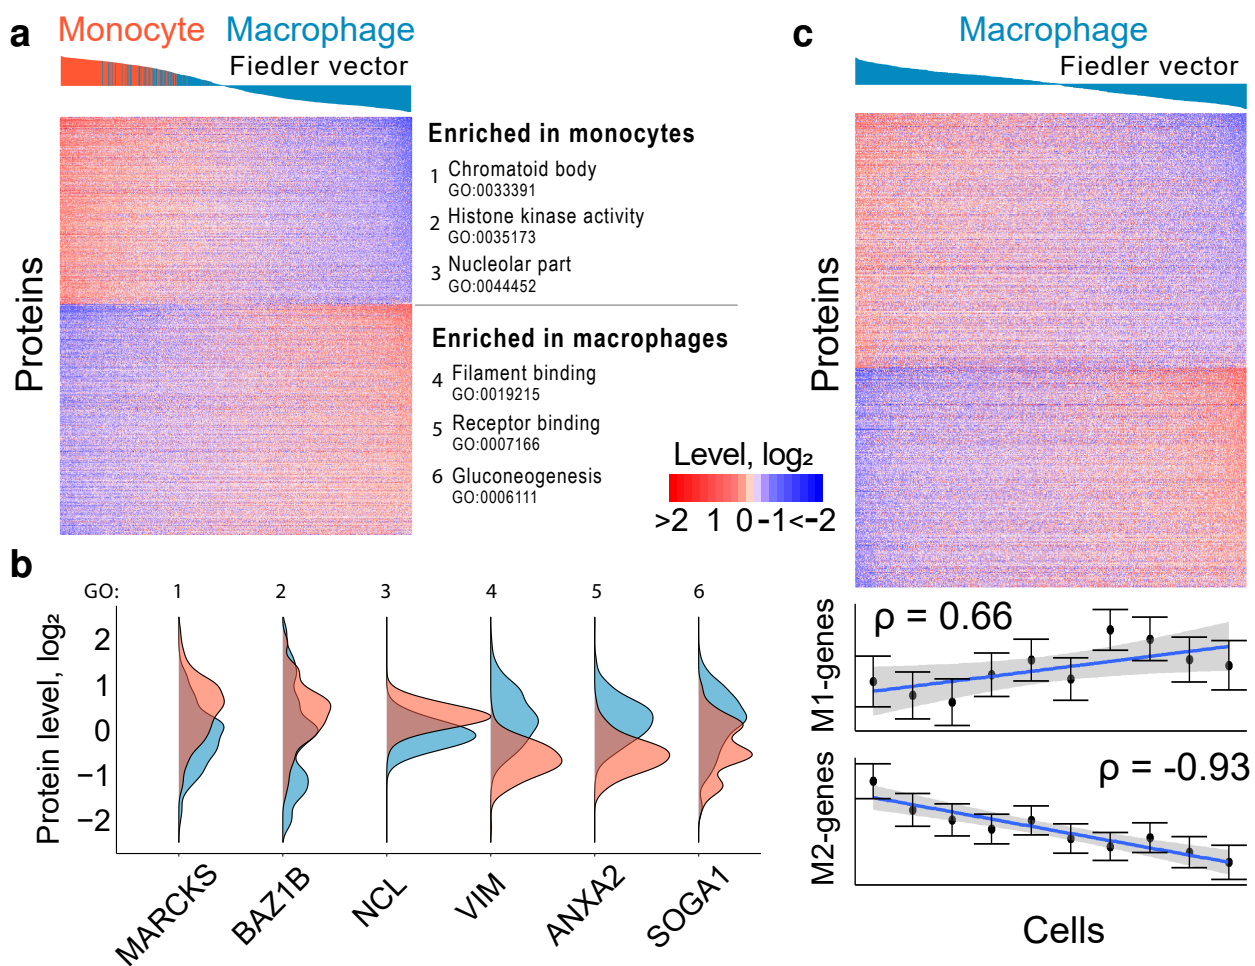 a
Monocyte Macrophage
Fiedler vector
Proteins
Enriched in monocytes
1 Chromatoid body
GO:0033391
2 Histone kinase activity
GO:0035173
3 Nucleolar part
GO:0044452
Enriched in macrophages
4 Filament binding
GO:0019215
5 Receptor binding
GO:0007166
6 Gluconeogenesis
GO:0006111
Level, log₂
>2 1 0 -1 <-2
b
GO: 1 2 3 4 5 6
Protein level, log₂
2
1
0
−1
−2
MARCKS
BAZ1B
NCL
VIM
ANXA2
SOGA1
c
Macrophage
Fiedler vector
Proteins
M1-genes
ρ = 0.66
M2-genes
ρ = -0.93
Cells